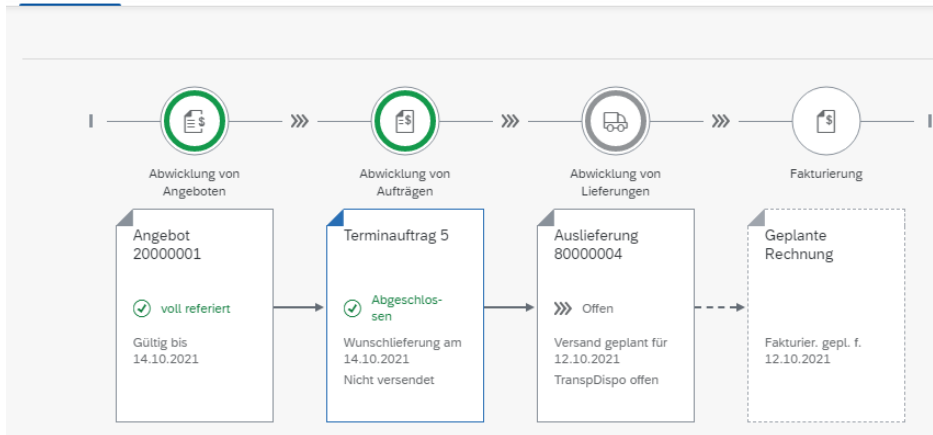 Abwicklung von
Angeboten
Abwicklung von
Aufträgen
Abwicklung von
Lieferungen
Fakturierung
Angebot
20000001
voll referiert
Gültig bis
14.10.2021
Terminauftrag 5
Abgeschlos-
sen
Wunschlieferung am
14.10.2021
Nicht versendet
Auslieferung
80000004
Offen
Versand geplant für
12.10.2021
TranspDispo offen
Geplante
Rechnung
Fakturier. gepl. f.
12.10.2021